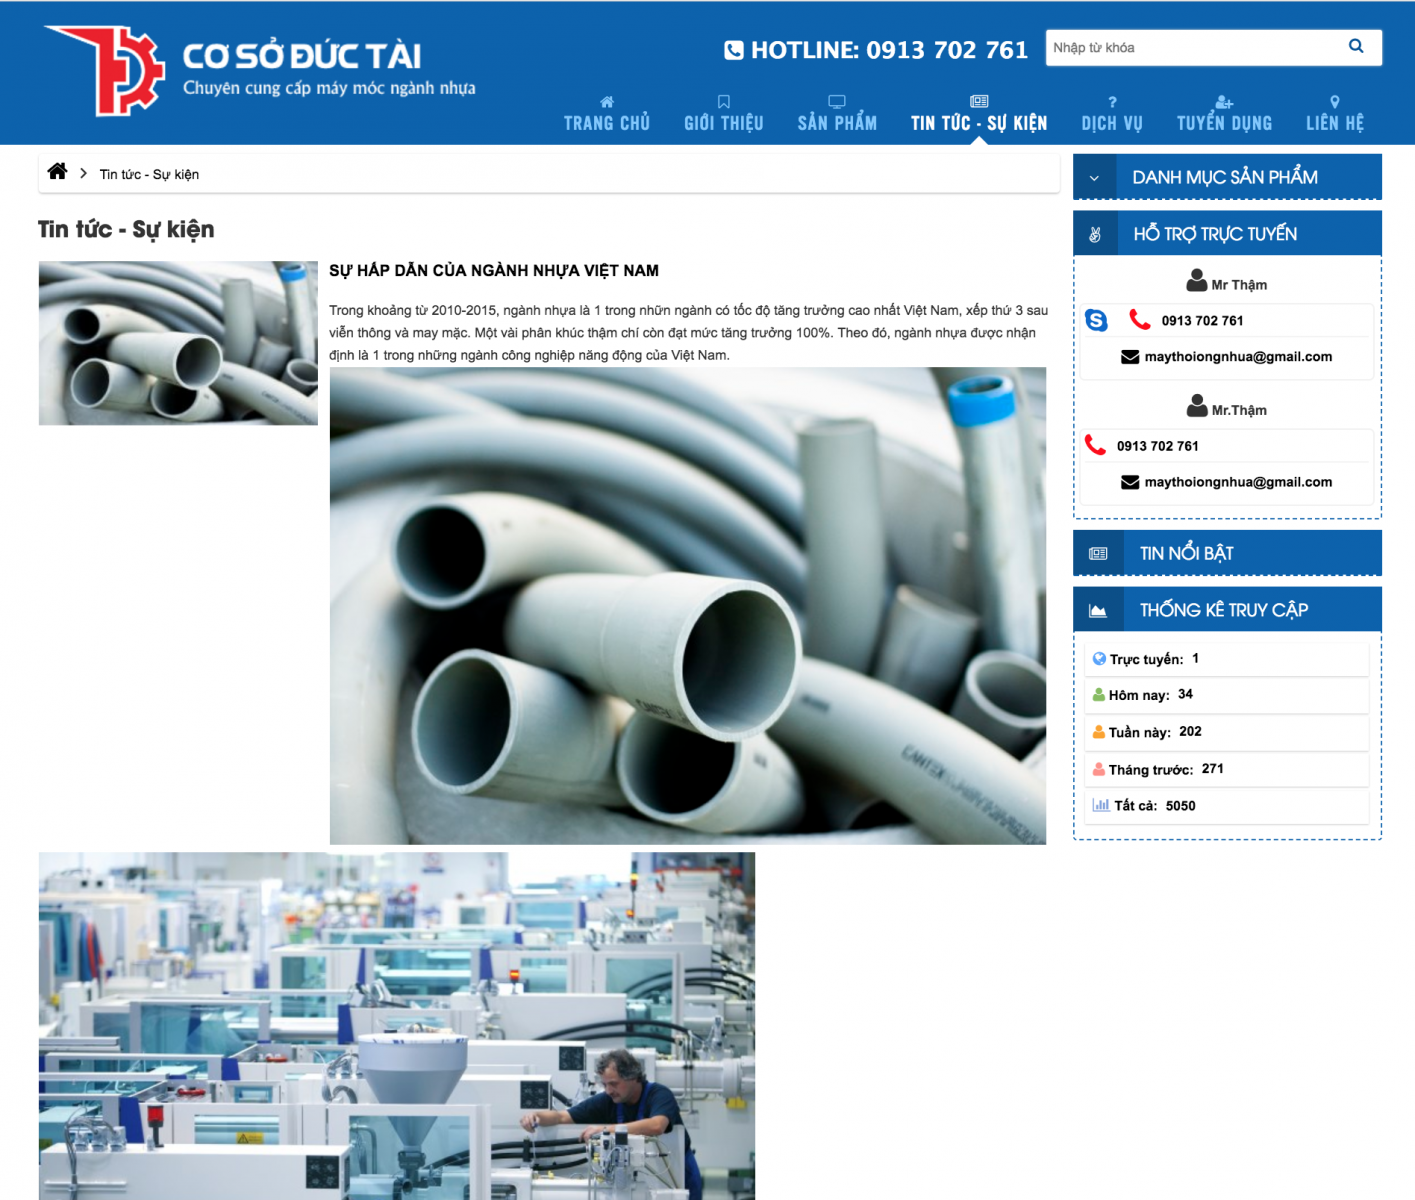 CƠ SỞ ĐỨC TÀI
Chuyên cung cấp máy móc ngành nhựa
HOTLINE: 0913 702 761
Nhập từ khóa
TRANG CHỦ
GIỚI THIỆU
SẢN PHẨM
TIN TỨC - SỰ KIỆN
DỊCH VỤ
TUYỂN DỤNG
LIÊN HỆ
Tin tức - Sự kiện
Tin tức - Sự kiện
SỰ HẤP DẪN CỦA NGÀNH NHỰA VIỆT NAM
Trong khoảng từ 2010-2015, ngành nhựa là 1 trong nhữn ngành có tốc độ tăng trưởng cao nhất Việt Nam, xếp thứ 3 sau
viễn thông và may mặc. Một vài phân khúc thậm chí còn đạt mức tăng trưởng 100%. Theo đó, ngành nhựa được nhận
định là 1 trong những ngành công nghiệp năng động của Việt Nam.
DANH MỤC SẢN PHẨM
HỖ TRỢ TRỰC TUYẾN
Mr Thậm
0913 702 761
maythoiongnhua@gmail.com
Mr.Thậm
0913 702 761
maythoiongnhua@gmail.com
TIN NỔI BẬT
THỐNG KÊ TRUY CẬP
Trực tuyến: 1
Hôm nay: 34
Tuần này: 202
Tháng trước: 271
Tất cả: 5050